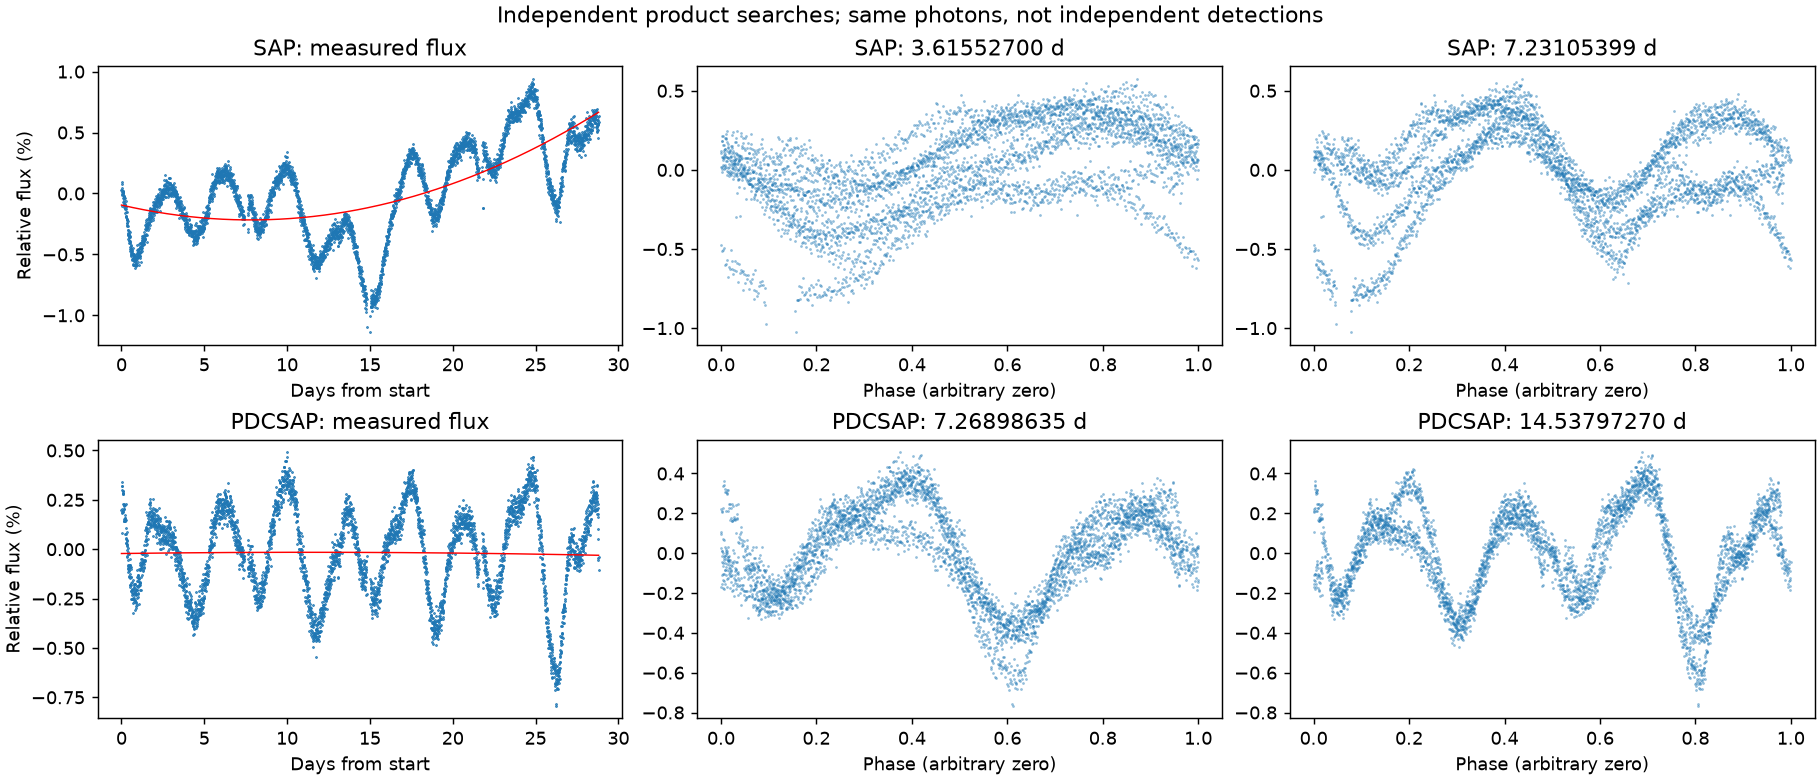 Independent product searches; same photons, not independent detections
SAP: measured flux
SAP: 3.61552700 d
SAP: 7.23105399 d
Relative flux (%)
1.0
0.5
0.0
−0.5
−1.0
0 5 10 15 20 25 30
Days from start
0.5
0.0
−0.5
−1.0
0.0 0.2 0.4 0.6 0.8 1.0
Phase (arbitrary zero)
0.5
0.0
−0.5
−1.0
0.0 0.2 0.4 0.6 0.8 1.0
Phase (arbitrary zero)
PDCSAP: measured flux
PDCSAP: 7.26898635 d
PDCSAP: 14.53797270 d
Relative flux (%)
0.50
0.25
0.00
−0.25
−0.50
−0.75
0 5 10 15 20 25 30
Days from start
0.4
0.2
0.0
−0.2
−0.4
−0.6
−0.8
0.0 0.2 0.4 0.6 0.8 1.0
Phase (arbitrary zero)
0.4
0.2
0.0
−0.2
−0.4
−0.6
−0.8
0.0 0.2 0.4 0.6 0.8 1.0
Phase (arbitrary zero)